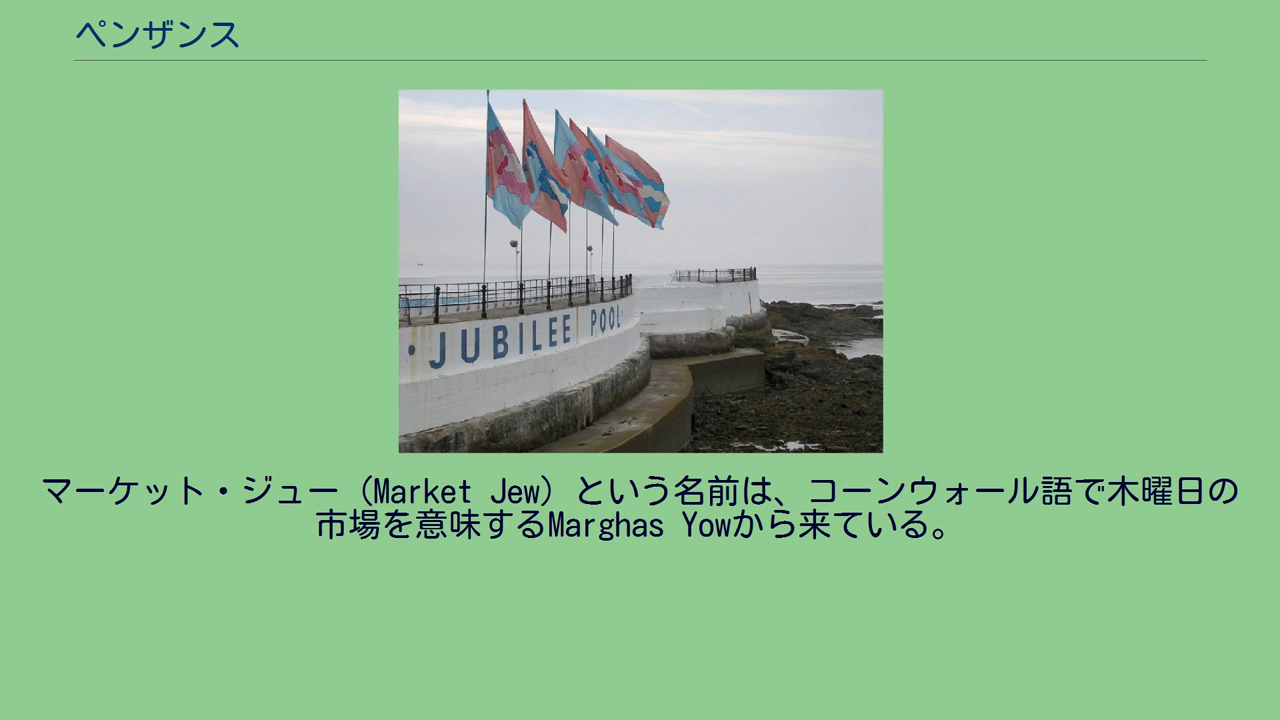 ペンザンス
· JUBILEE POOL ·
マーケット・ジュー（Market Jew）という名前は、コーンウォール語で木曜日の
市場を意味するMarghas Yowから来ている。